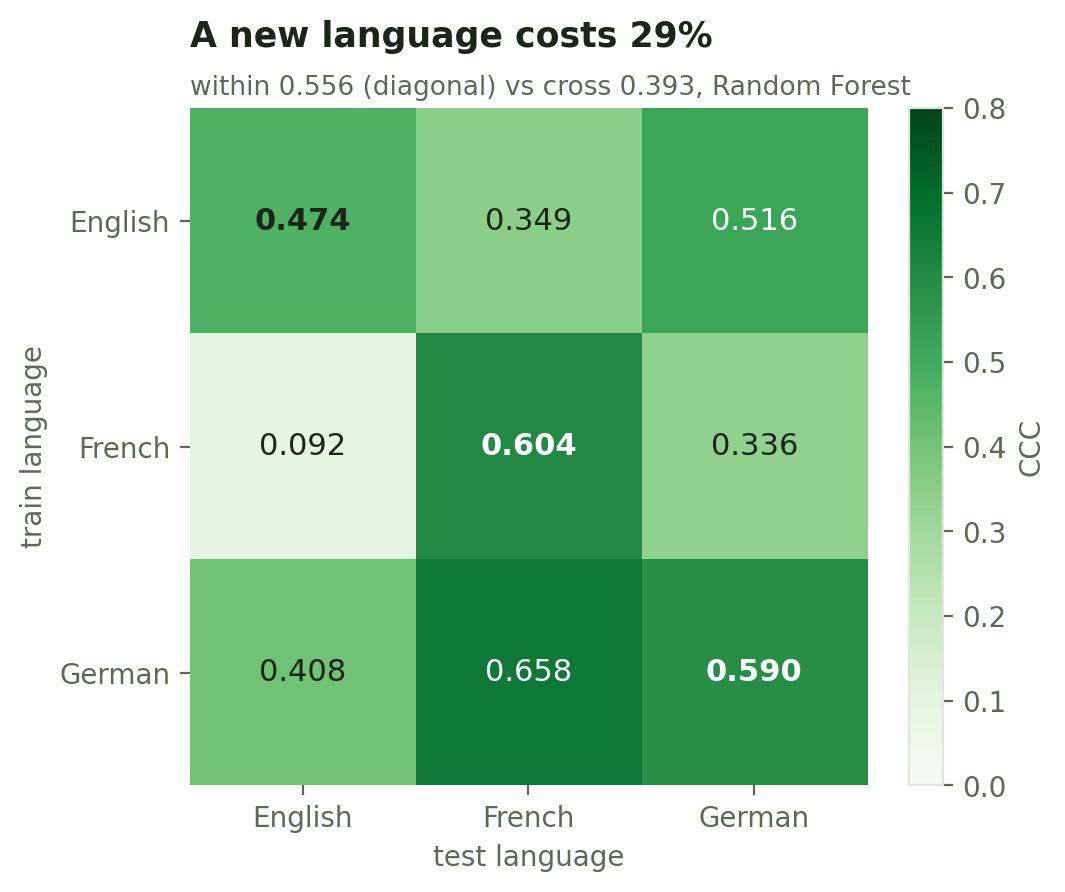 A new language costs 29%
within 0.556 (diagonal) vs cross 0.393, Random Forest
English 0.474 0.349 0.516
French 0.092 0.604 0.336
German 0.408 0.658 0.590
English French German
test language
train language
0.8
0.7
0.6
0.5
0.4
0.3
0.2
0.1
0.0
CCC